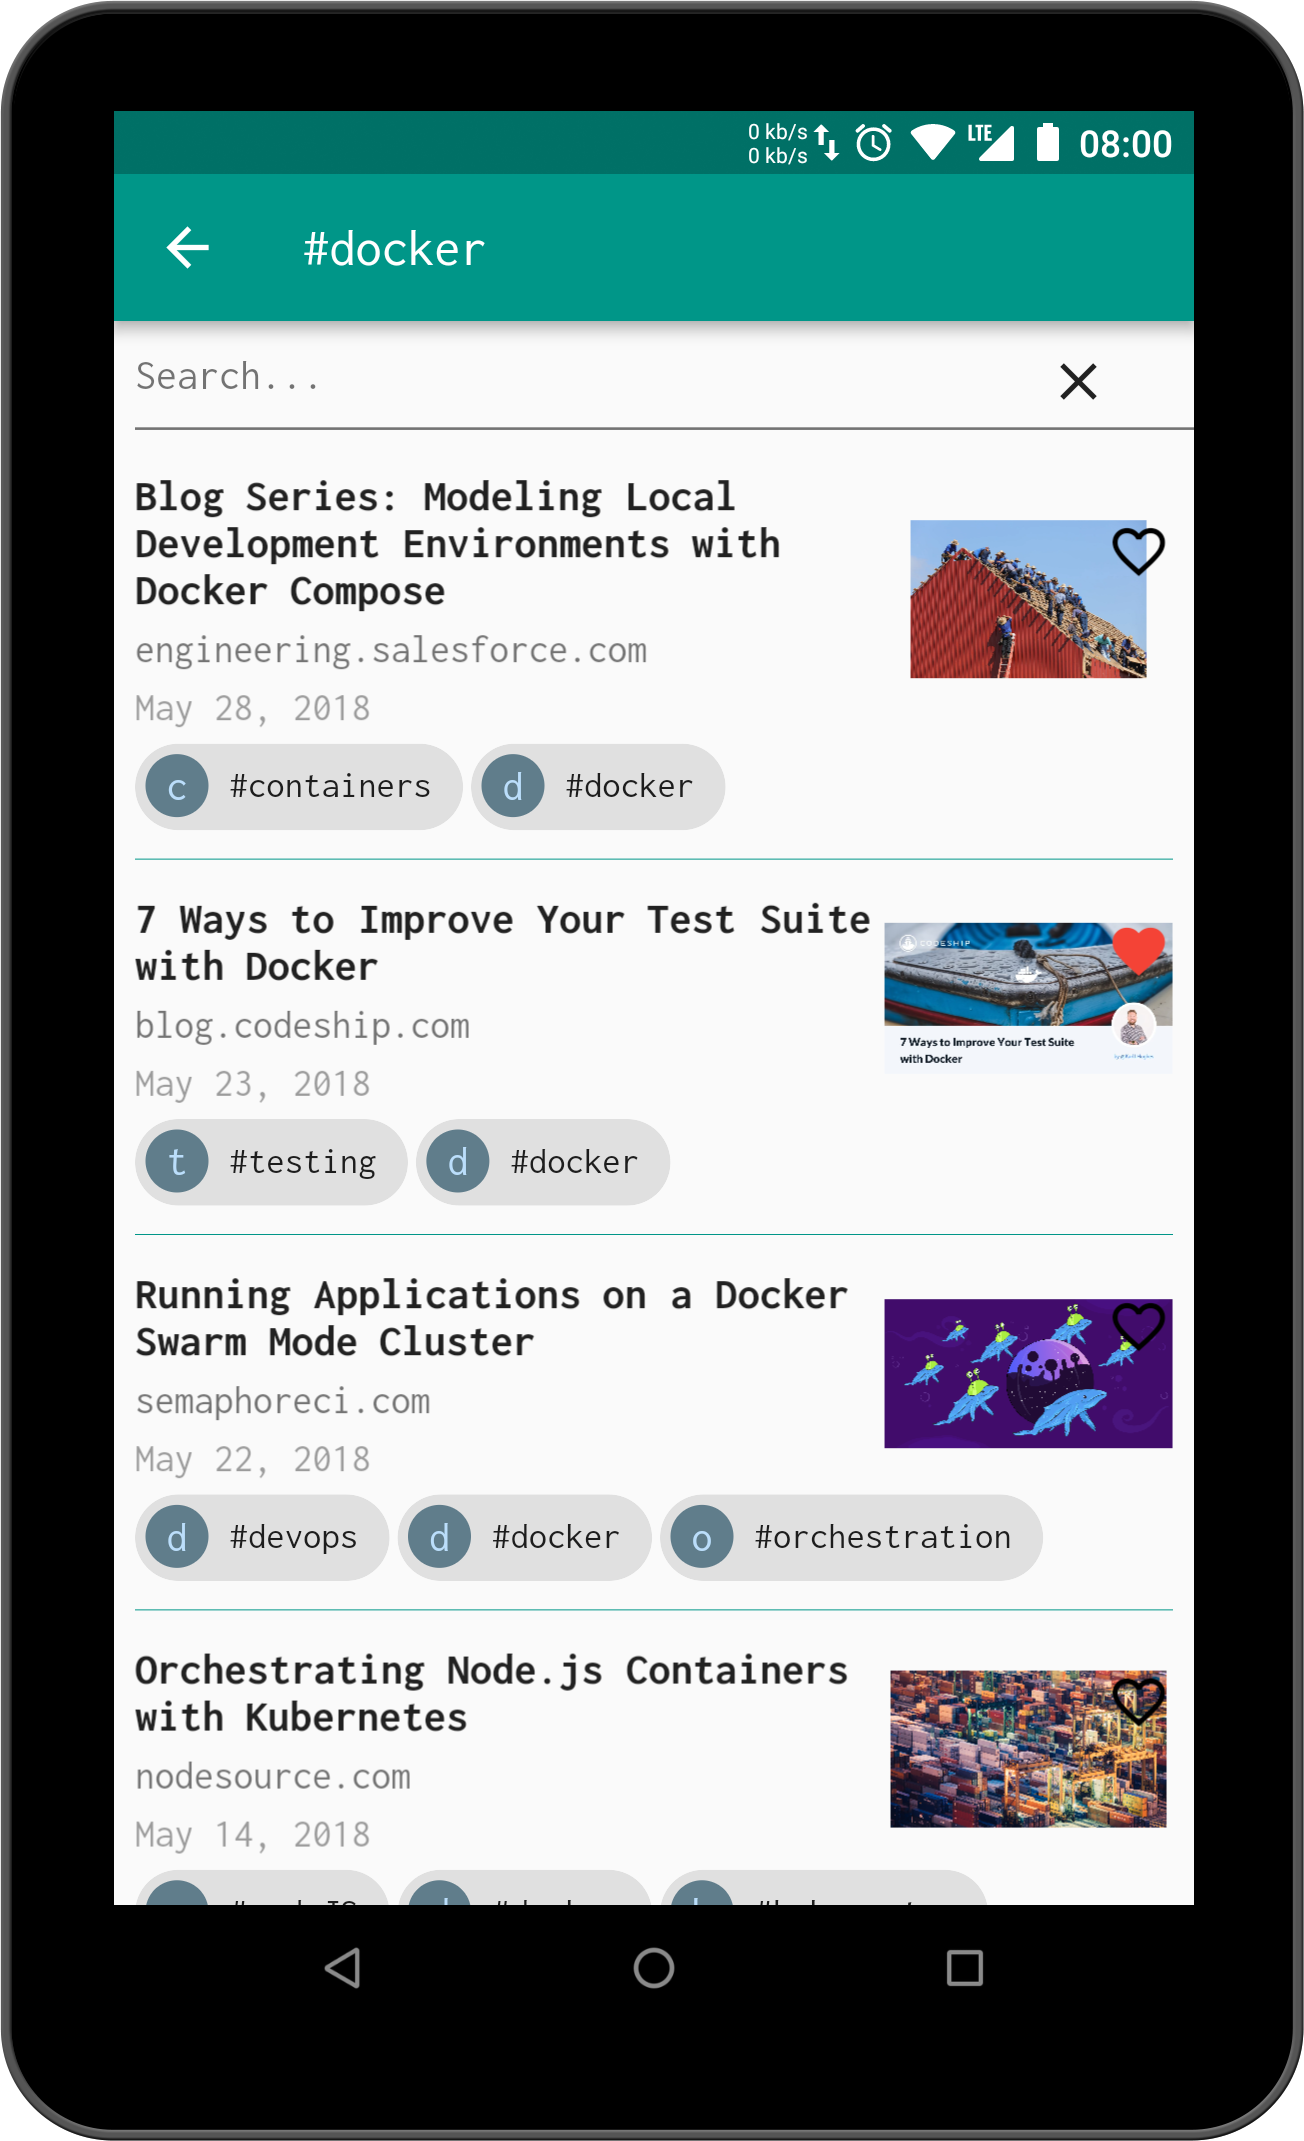 0 kb/s
0 kb/s
LTE
08:00
#docker
Search...
Blog Series: Modeling Local
Development Environments with
Docker Compose
engineering.salesforce.com
May 28, 2018
c #containers d #docker
7 Ways to Improve Your Test Suite
with Docker
CODESHIP
7 Ways to Improve Your Test Suite
with Docker
blog.codeship.com
May 23, 2018
t #testing d #docker
Running Applications on a Docker
Swarm Mode Cluster
semaphoreci.com
May 22, 2018
d #devops d #docker o #orchestration
Orchestrating Node.js Containers
with Kubernetes
nodesource.com
May 14, 2018